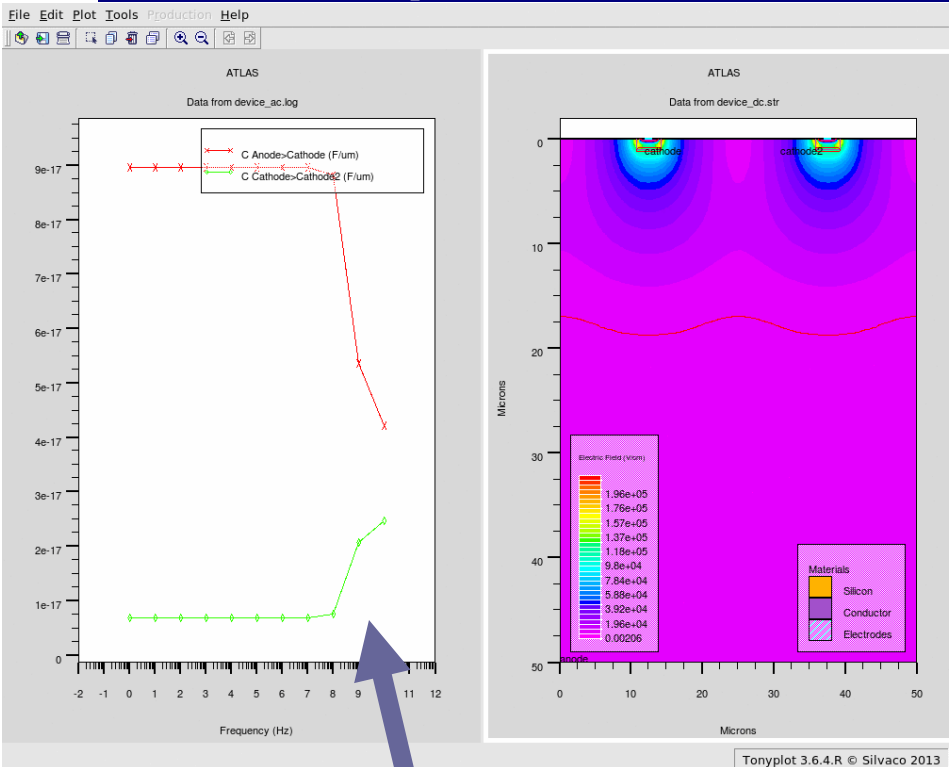 File Edit Plot Tools Production Help
ATLAS
Data from device_ac.log
C Anode>Cathode (F/um)
C Cathode>Cathode2 (F/um)
9e-17
8e-17
7e-17
6e-17
5e-17
4e-17
3e-17
2e-17
1e-17
0
-2 -1 0 1 2 3 4 5 6 7 8 9 11 12
Frequency (Hz)
ATLAS
Data from device_dc.str
cathode cathode2
0
10
20
30
40
50
Microns
Electric Field (V/cm)
1.96e+05
1.76e+05
1.57e+05
1.37e+05
1.18e+05
9.8e+04
7.84e+04
5.88e+04
3.92e+04
1.96e+04
0.00206
Materials
Silicon
Conductor
Electrodes
anode
0 10 20 30 40 50
Microns
Tonyplot 3.6.4.R © Silvaco 2013